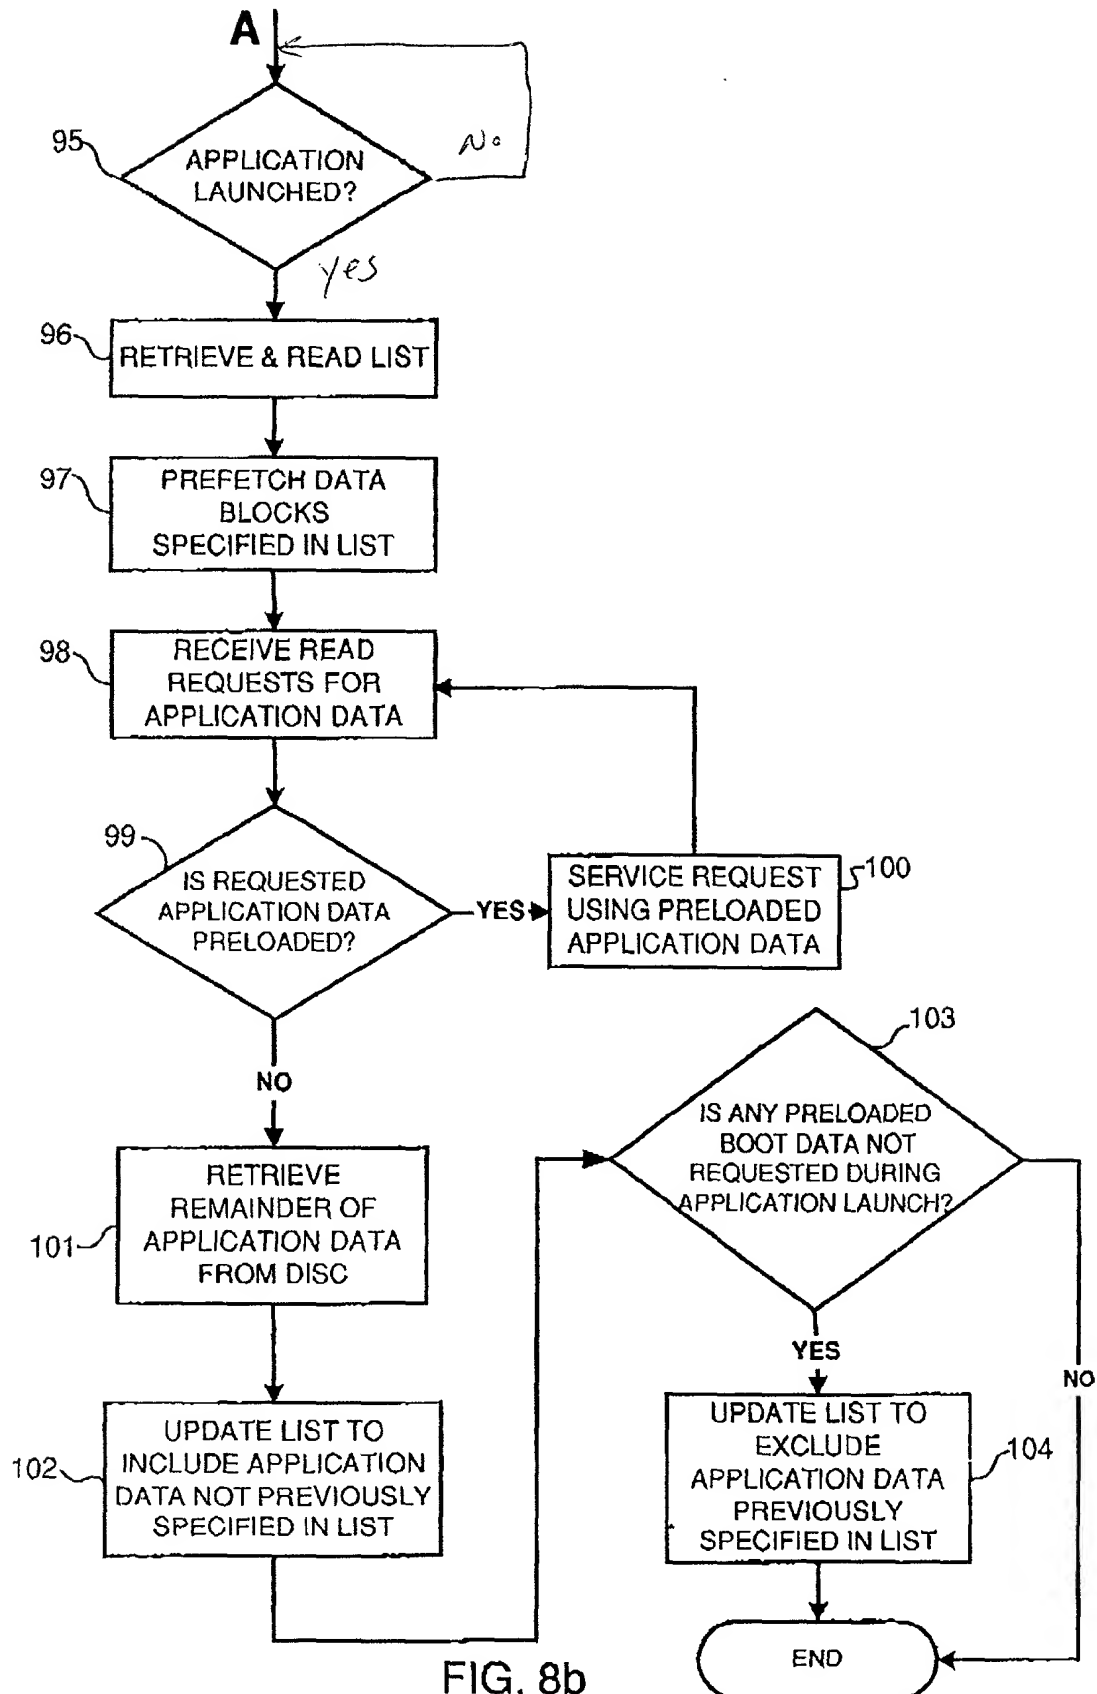 A
No
95
APPLICATION
LAUNCHED?
yes
96
RETRIEVE & READ LIST
97
PREFETCH DATA
BLOCKS
SPECIFIED IN LIST
98
RECEIVE READ
REQUESTS FOR
APPLICATION DATA
99
IS REQUESTED
APPLICATION DATA
PRELOADED?
YES
SERVICE REQUEST
USING PRELOADED
APPLICATION DATA
100
NO
101
RETRIEVE
REMAINDER OF
APPLICATION DATA
FROM DISC
102
UPDATE LIST TO
INCLUDE APPLICATION
DATA NOT PREVIOUSLY
SPECIFIED IN LIST
103
IS ANY PRELOADED
BOOT DATA NOT
REQUESTED DURING
APPLICATION LAUNCH?
YES
NO
UPDATE LIST TO
EXCLUDE
APPLICATION DATA
PREVIOUSLY
SPECIFIED IN LIST
104
END
FIG. 8b